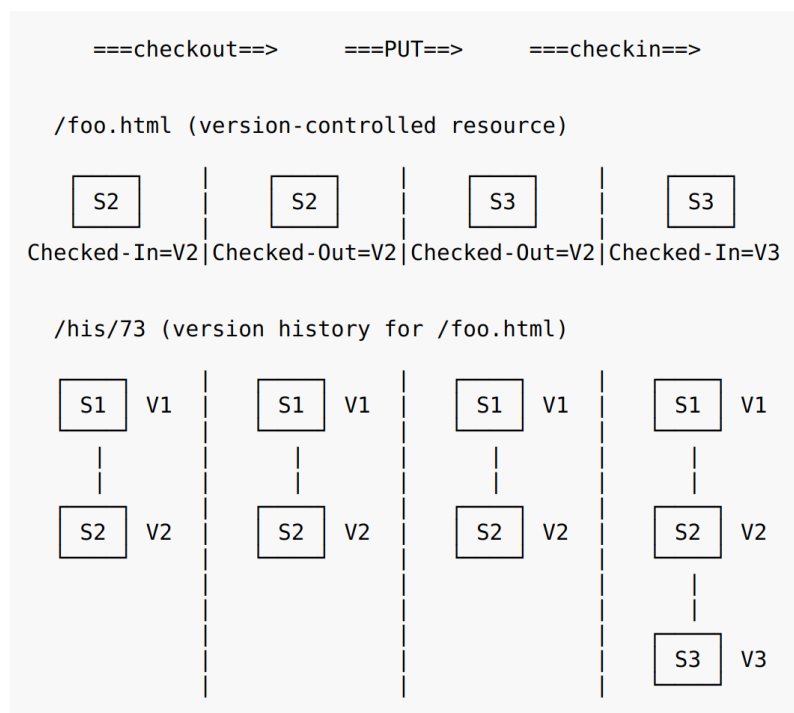 ===checkout==> ===PUT==> ===checkin==>
/foo.html (version-controlled resource)
S2 | S2 | S3 | S3
Checked-In=V2|Checked-Out=V2|Checked-Out=V2|Checked-In=V3
/his/73 (version history for /foo.html)
S1 V1 | S1 V1 | S1 V1 | S1 V1
S2 V2 | S2 V2 | S2 V2 | S2 V2
S3 V3